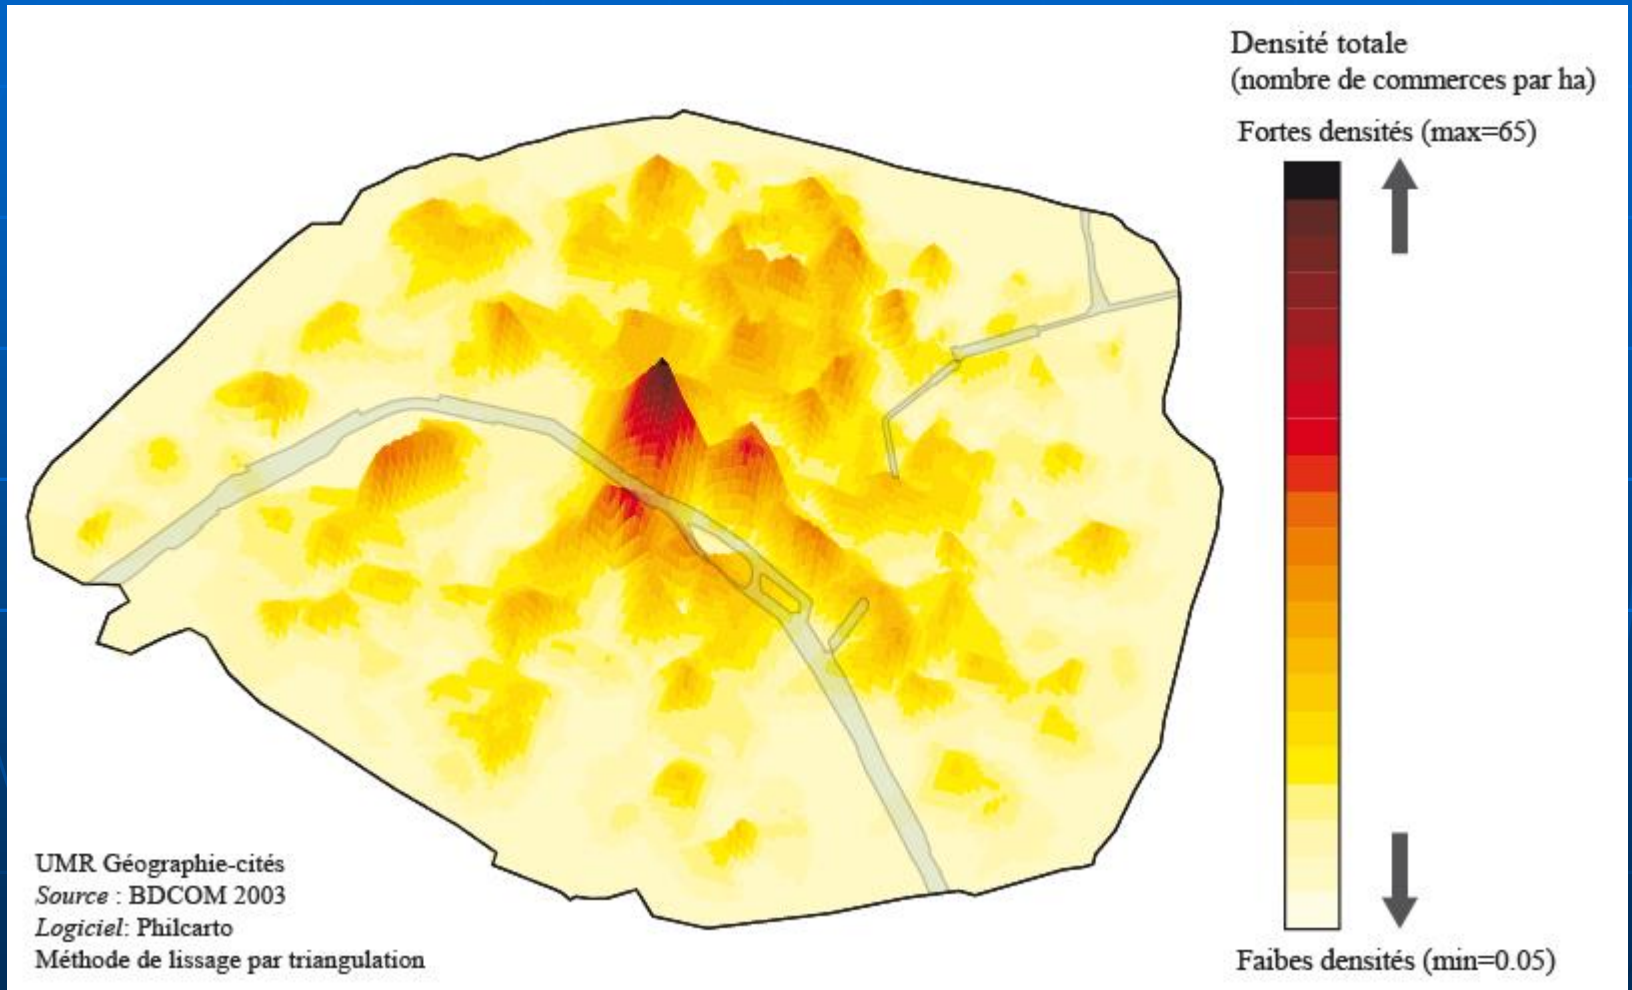 Densité totale
(nombre de commerces par ha)
Fortes densités (max=65)
UMR Géographie-cités
Source : BDCOM 2003
Logiciel: Philcarto
Méthode de lissage par triangulation
Faibes densités (min=0.05)